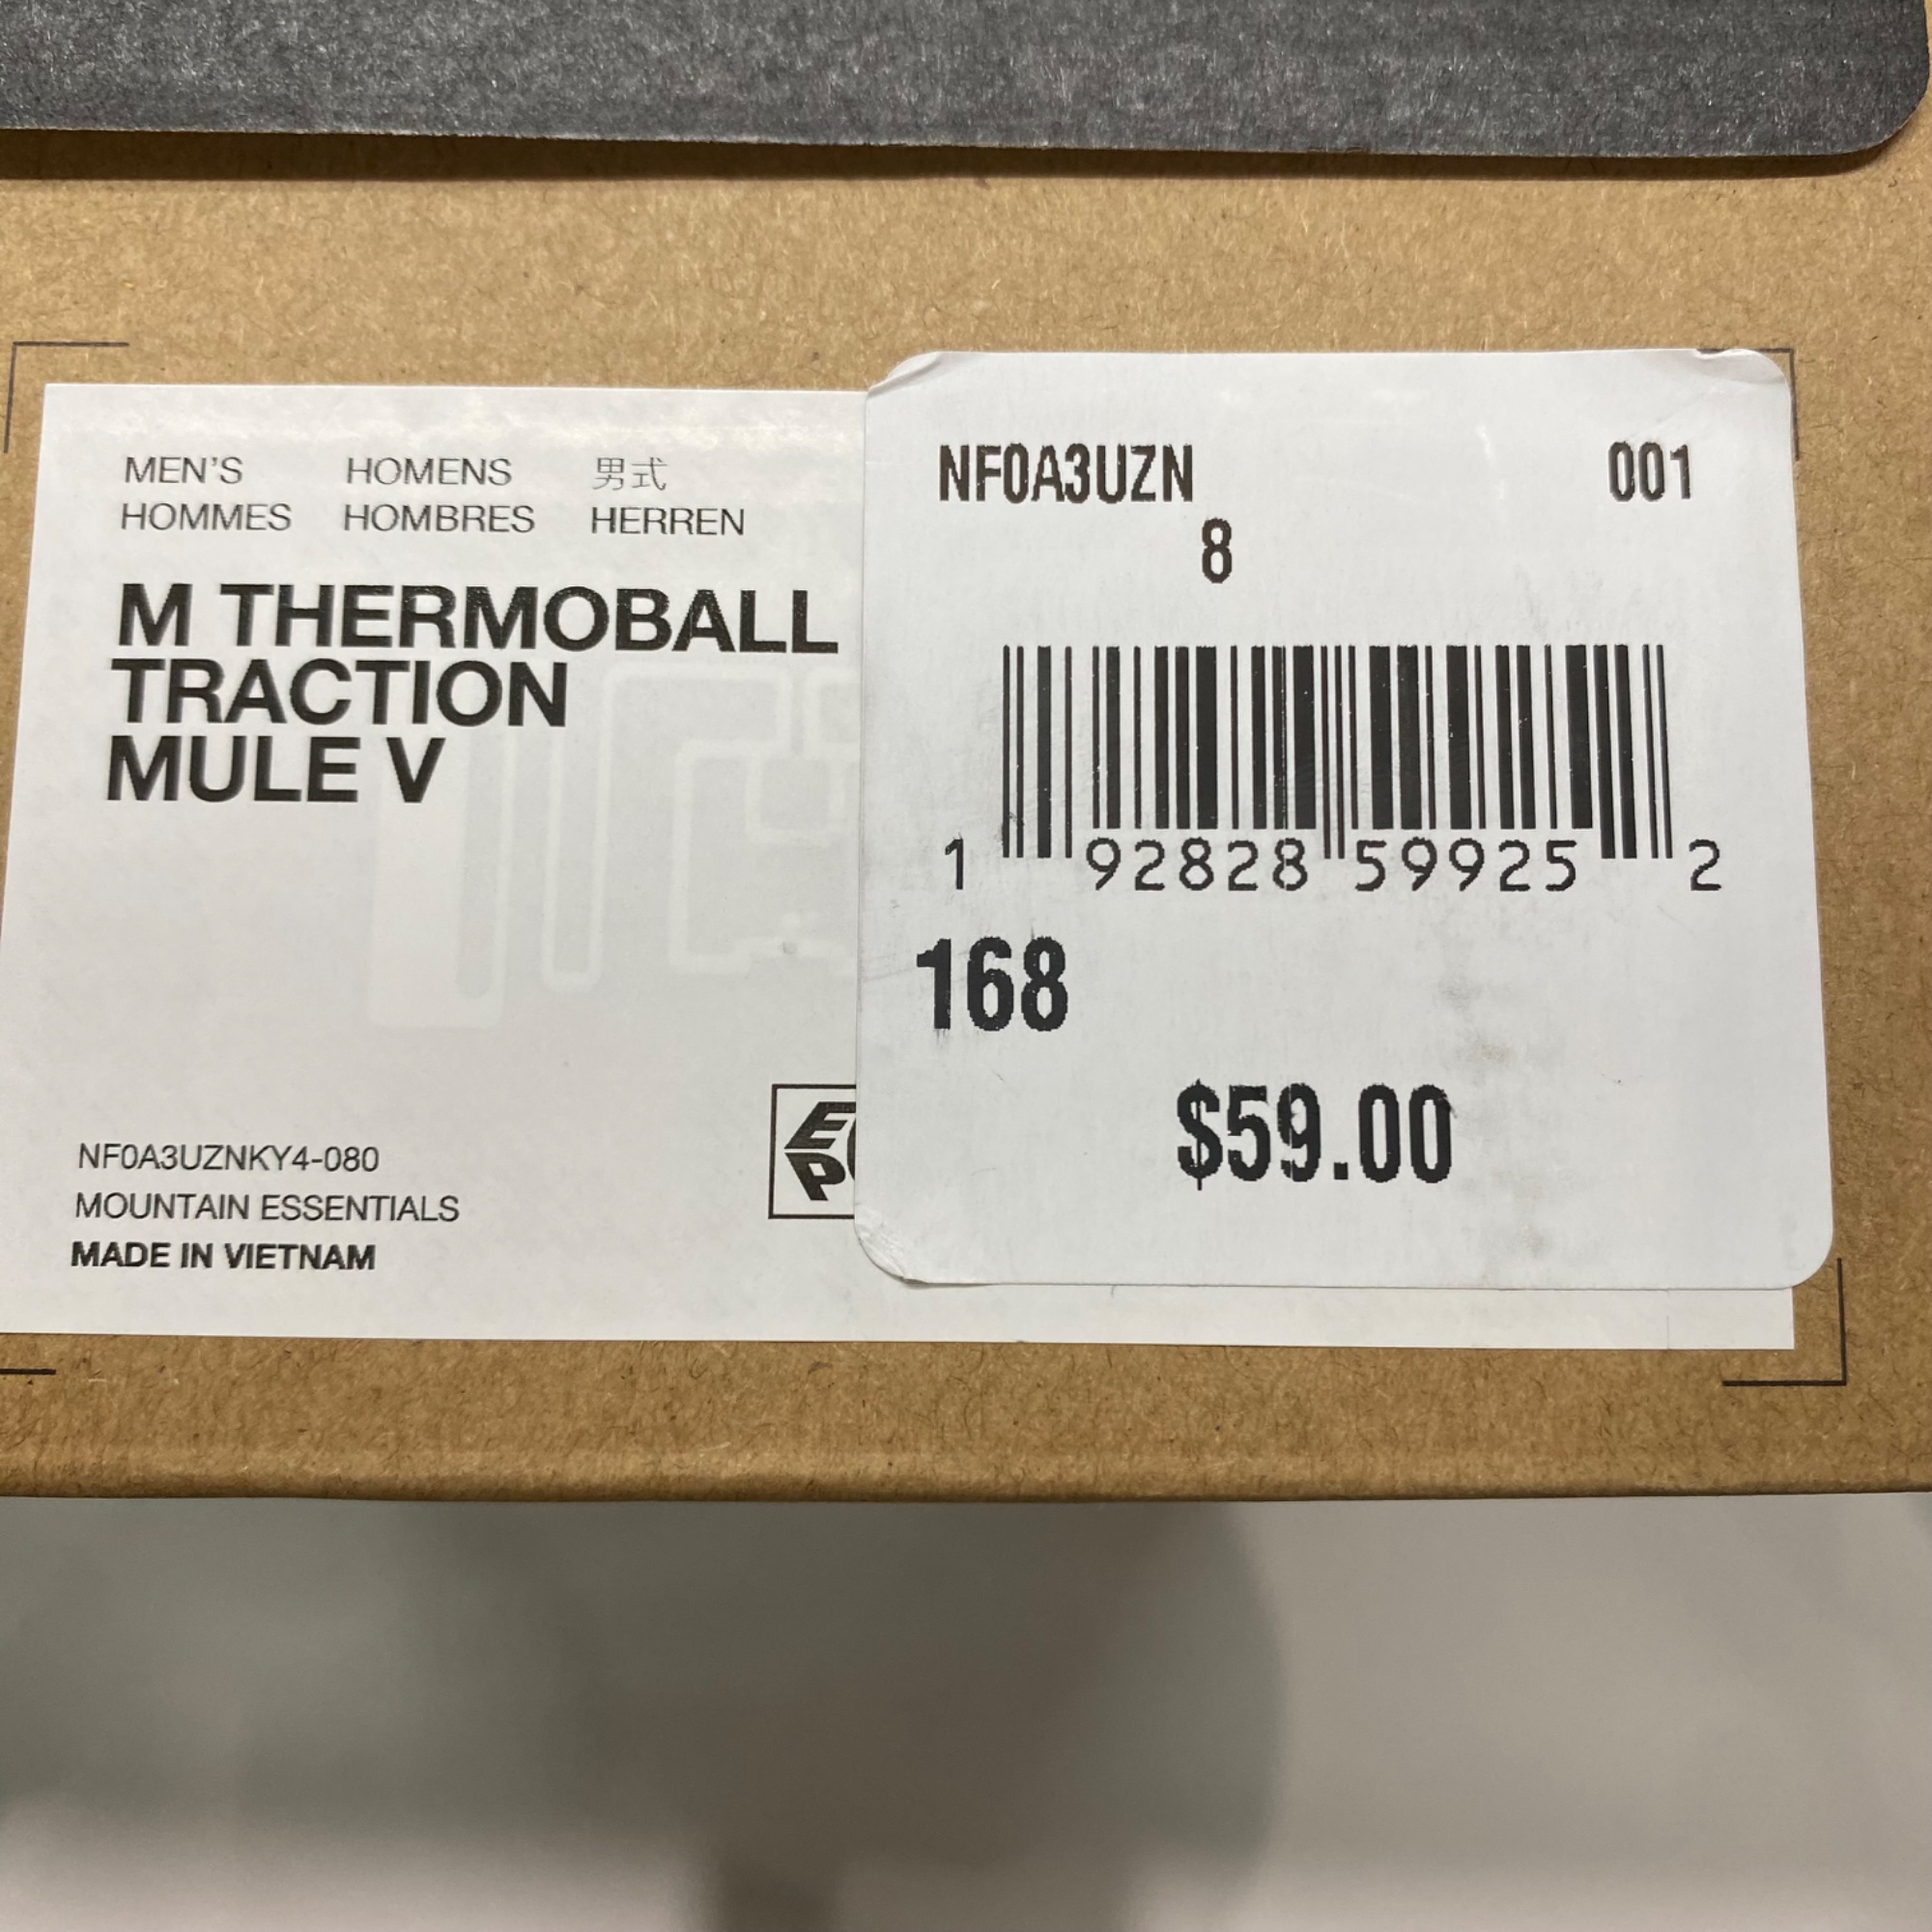 MEN'S HOMENS 男式
HOMMES HOMBRES HERREN
M THERMOBALL
TRACTION
MULE V
NF0A3UZNKY4-080
MOUNTAIN ESSENTIALS
MADE IN VIETNAM
NF0A3UZN 001
8
1 92828 59925 2
168
$59.00